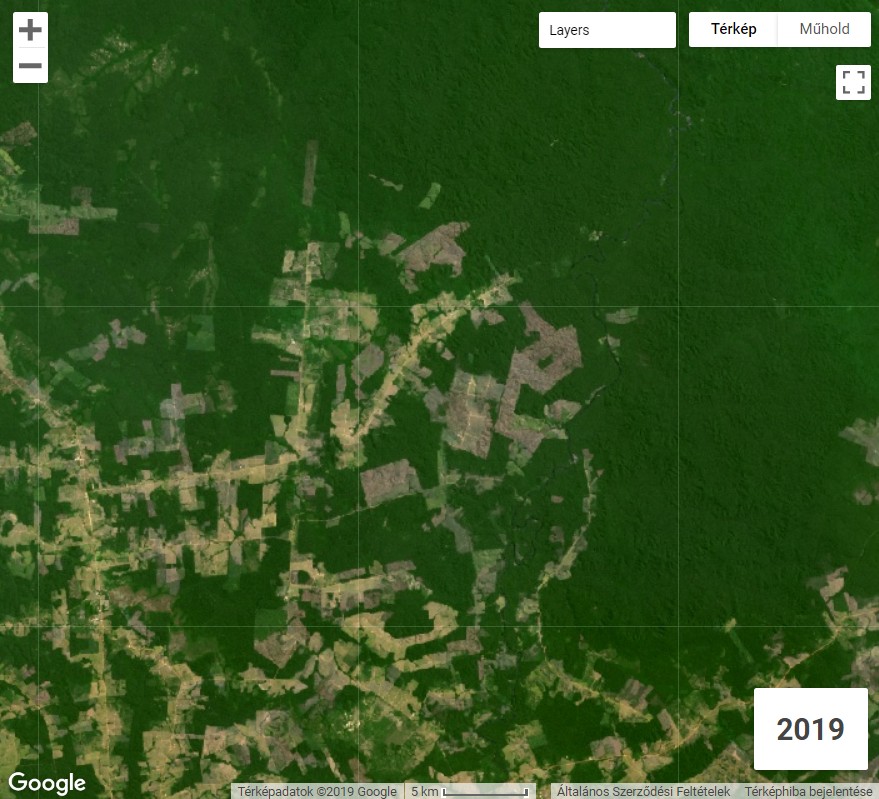 Layers
Térkép
Műhold
2019
Google
Térképadatok ©2019 Google
5 km
Általános Szerződési Feltételek
Térképhiba bejelentése